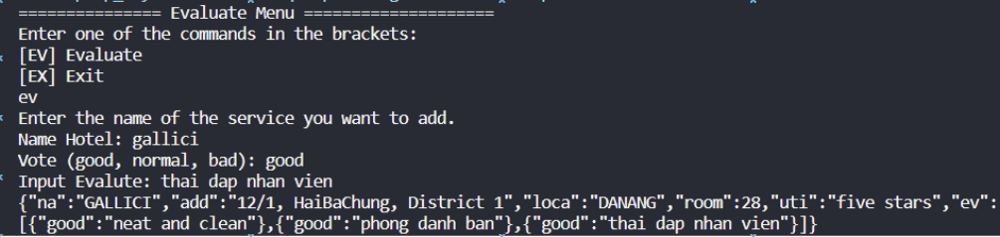 =============== Evaluate Menu ===================
Enter one of the commands in the brackets:
[EV] Evaluate
[EX] Exit
ev
Enter the name of the service you want to add.
Name Hotel: gallici
Vote (good, normal, bad): good
Input Evalute: thai dap nhan vien
{"na":"GALLICI","add":"12/1, HaiBaChung, District 1","loca":"DANANG","room":28,"uti":"five stars","ev":
[{"good":"neat and clean"},{"good":"phong danh ban"},{"good":"thai dap nhan vien"}]}